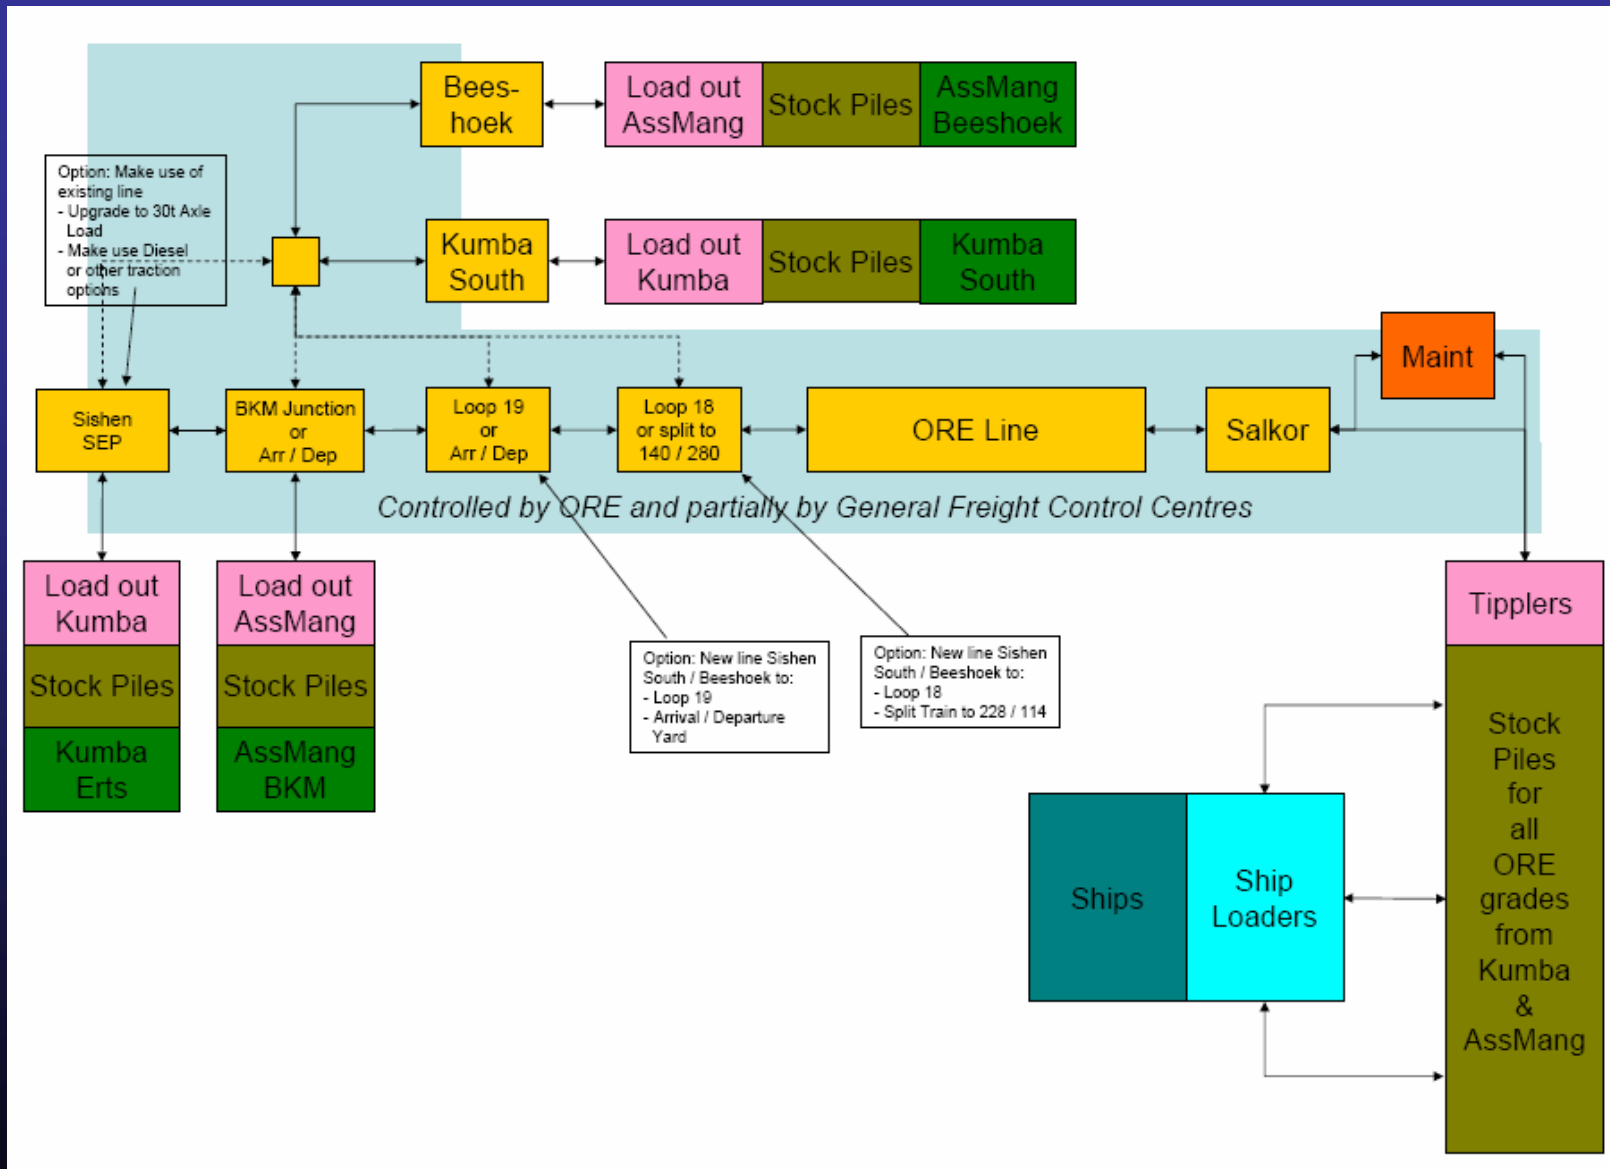 Bees-
hoek
Load out
AssMang
Stock Piles
AssMang
Beeshoek
Option: Make use of
existing line
- Upgrade to 30t Axle
Load
- Make use Diesel
or other traction
options
Kumba
South
Load out
Kumba
Stock Piles
Kumba
South
Maint
Sishen
SEP
BKM Junction
or
Arr / Dep
Loop 19
or
Arr / Dep
Loop 18
or split to
140 / 280
ORE Line
Salkor
Controlled by ORE and partially by General Freight Control Centres
Load out
Kumba
Stock Piles
Kumba
Erts
Load out
AssMang
Stock Piles
AssMang
BKM
Option: New line Sishen
South / Beeshoek to:
- Loop 19
- Arrival / Departure
Yard
Option: New line Sishen
South / Beeshoek to:
- Loop 18
- Split Train to 228 / 114
Tipplers
Stock
Piles
for
all
ORE
grades
from
Kumba
&
AssMang
Ships
Ship
Loaders